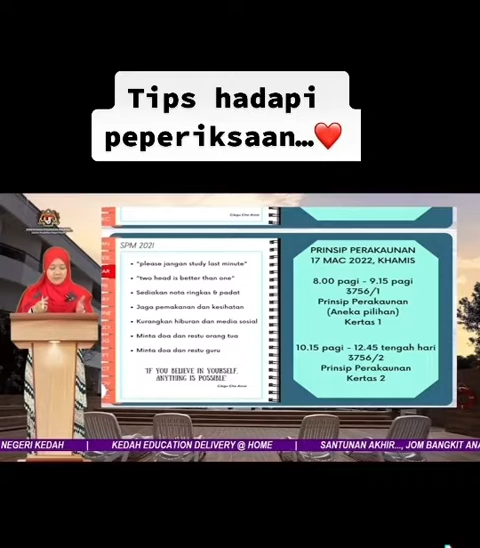 Tips hadapi
peperiksaan...❤️
Cikgu Che Anne
SPM 2021
• "please jangan study last minute"
• "two head is better than one"
• Sediakan nota ringkas & padat
• Jaga pemakanan dan kesihatan
• Kurangkan hiburan dan media sosial
• Minta doa dan restu orang tua
• Minta doa dan restu guru
"IF YOU BELIEVE IN YOURSELF,
ANYTHING IS POSSIBLE"
PRINSIP PERAKAUNAN
17 MAC 2022, KHAMIS
8.00 pagi - 9.15 pagi
3756/1
Prinsip Perakaunan
(Aneka pilihan)
Kertas 1
10.15 pagi - 12.45 tengah hari
3756/2
Prinsip Perakaunan
Kertas 2
NEGERI KEDAH | KEDAH EDUCATION DELIVERY @ HOME | SANTUNAN AKHIR..., JOM BANGKIT ANA